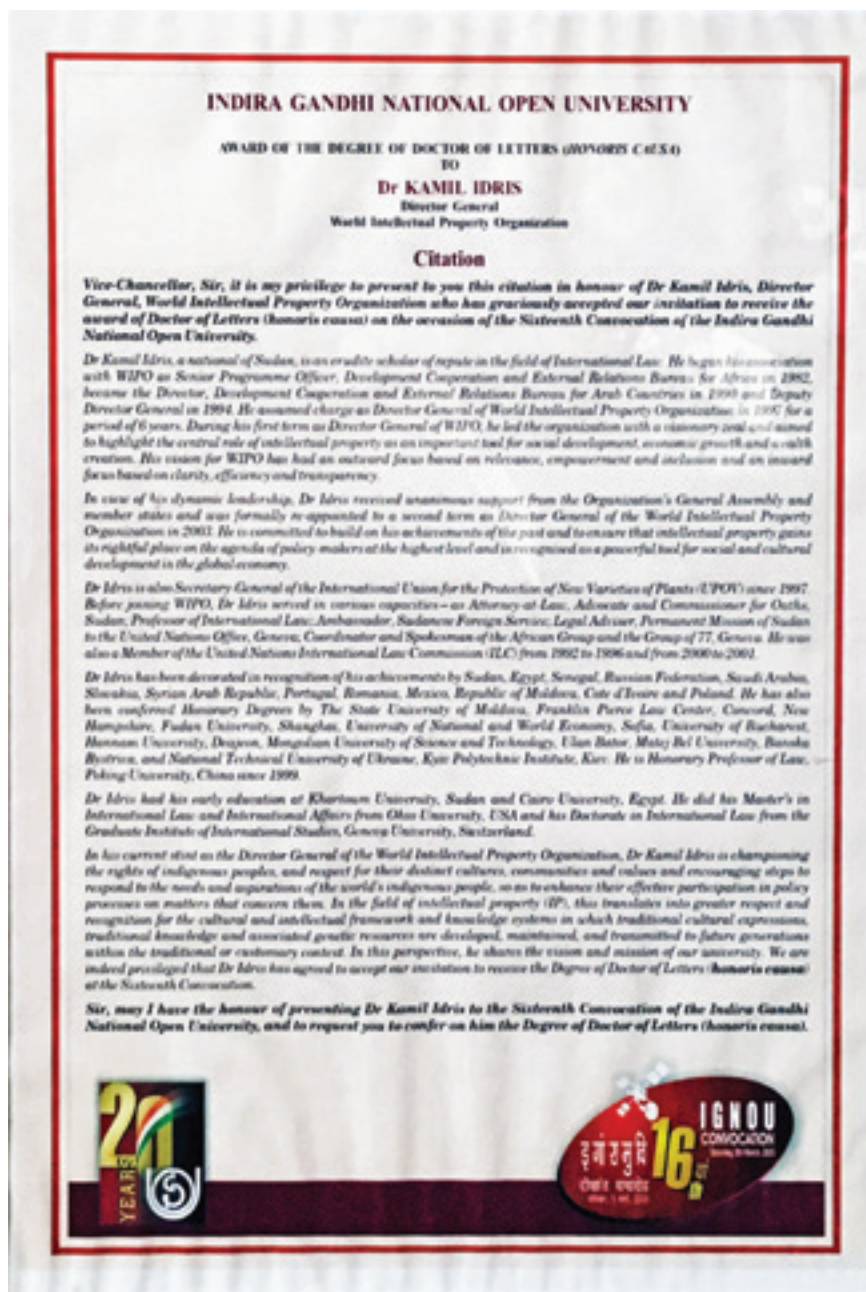 INDIRA GANDHI NATIONAL OPEN UNIVERSITY
AWARD OF THE DEGREE OF DOCTOR OF LETTERS (HONORIS CAUSA)
TO
Dr KAMIL IDRIS
Director General
World Intellectual Property Organization
Citation
Vice-Chancellor, Sir, it is my privilege to present to you this citation in honour of Dr Kamil Idris, Director
General, World Intellectual Property Organization who has graciously accepted our invitation to receive the
award of Doctor of Letters (honoris causa) on the occasion of the Sixteenth Convocation of the Indira Gandhi
National Open University.
Dr Kamil Idris, a national of Sudan, is an erudite scholar of repute in the field of International Law. He began his association
with WIPO as Senior Programme Officer, Development Cooperation and External Relations Bureau for Africa in 1982,
became the Director, Development Cooperation and External Relations Bureau for Arab Countries in 1990 and Deputy
Director General in 1994. He assumed charge as Director General of World Intellectual Property Organization in 1997 for a
period of 6 years. During his first term as Director General of WIPO, he led the organization with a visionary zeal and aimed
to highlight the central role of intellectual property as an important tool for social development, economic growth and wealth
creation. His vision for WIPO has had an outward focus based on relevance, empowerment and inclusion and an inward
focus based on clarity, efficiency and transparency.
In view of his dynamic leadership, Dr Idris received unanimous support from the Organization's General Assembly and
member states and was formally re-appointed to a second term as Director General of the World Intellectual Property
Organization in 2003. He is committed to build on his achievements of the past and to ensure that intellectual property gains
its rightful place on the agenda of policy-makers at the highest level and is recognised as a powerful tool for social and cultural
development in the global economy.
Dr Idris is also Secretary General of the International Union for the Protection of New Varieties of Plants (UPOV) since 1997.
Before joining WIPO, Dr Idris served in various capacities – as Attorney-at-Law, Advocate and Commissioner for Oaths,
Sudan, Professor of International Law; Ambassador, Sudanese Foreign Service; Legal Adviser, Permanent Mission of Sudan
to the United Nations Office, Geneva, Coordinator and Spokesman of the African Group and the Group of 77, Geneva. He was
also a Member of the United Nations International Law Commission (ILC) from 1992 to 1996 and from 2000 to 2001.
Dr Idris has been decorated in recognition of his achievements by Sudan, Egypt, Senegal, Russian Federation, Saudi Arabia,
Slovakia, Syrian Arab Republic, Portugal, Romania, Mexico, Republic of Moldova, Cote d'Ivoire and Poland. He has also
been conferred Honorary Degrees by The State University of Moldova, Franklin Pierce Law Center, Concord, New
Hampshire, Fudan University, Shanghai, University of National and World Economy, Sofia, University of Bucharest,
Hannam University, Daejeon, Mongolian University of Science and Technology, Ulan Bator, Matej Bel University, Banska
Bystrica, and National Technical University of Ukraine, Kyiv Polytechnic Institute, Kiev. He is Honorary Professor of Law,
Peking University, China since 1999.
Dr Idris had his early education at Khartoum University, Sudan and Cairo University, Egypt. He did his Master's in
International Law and International Affairs from Ohio University, USA and his Doctorate in International Law from the
Graduate Institute of International Studies, Geneva University, Switzerland.
In his current stint as the Director General of the World Intellectual Property Organization, Dr Kamil Idris is championing
the rights of indigenous peoples, and respect for their distinct cultures, communities and values and encouraging steps to
respond to the needs and aspirations of the world's indigenous people, so as to enhance their effective participation in policy
processes on matters that concern them. In the field of intellectual property (IP), this translates into greater respect and
recognition for the cultural and intellectual framework and knowledge systems in which traditional cultural expressions,
traditional knowledge and associated genetic resources are developed, maintained, and transmitted to future generations
within the traditional or customary context. In this perspective, he shares the vision and mission of our university. We are
indeed privileged that Dr Idris has agreed to accept our invitation to receive the Degree of Doctor of Letters (honoris causa)
at the Sixteenth Convocation.
Sir, may I have the honour of presenting Dr Kamil Idris to the Sixteenth Convocation of the Indira Gandhi
National Open University, and to request you to confer on him the Degree of Doctor of Letters (honoris causa).
20
YEARS
इग्नू
दीक्षांत समारोह
16
IGNOU
CONVOCATION